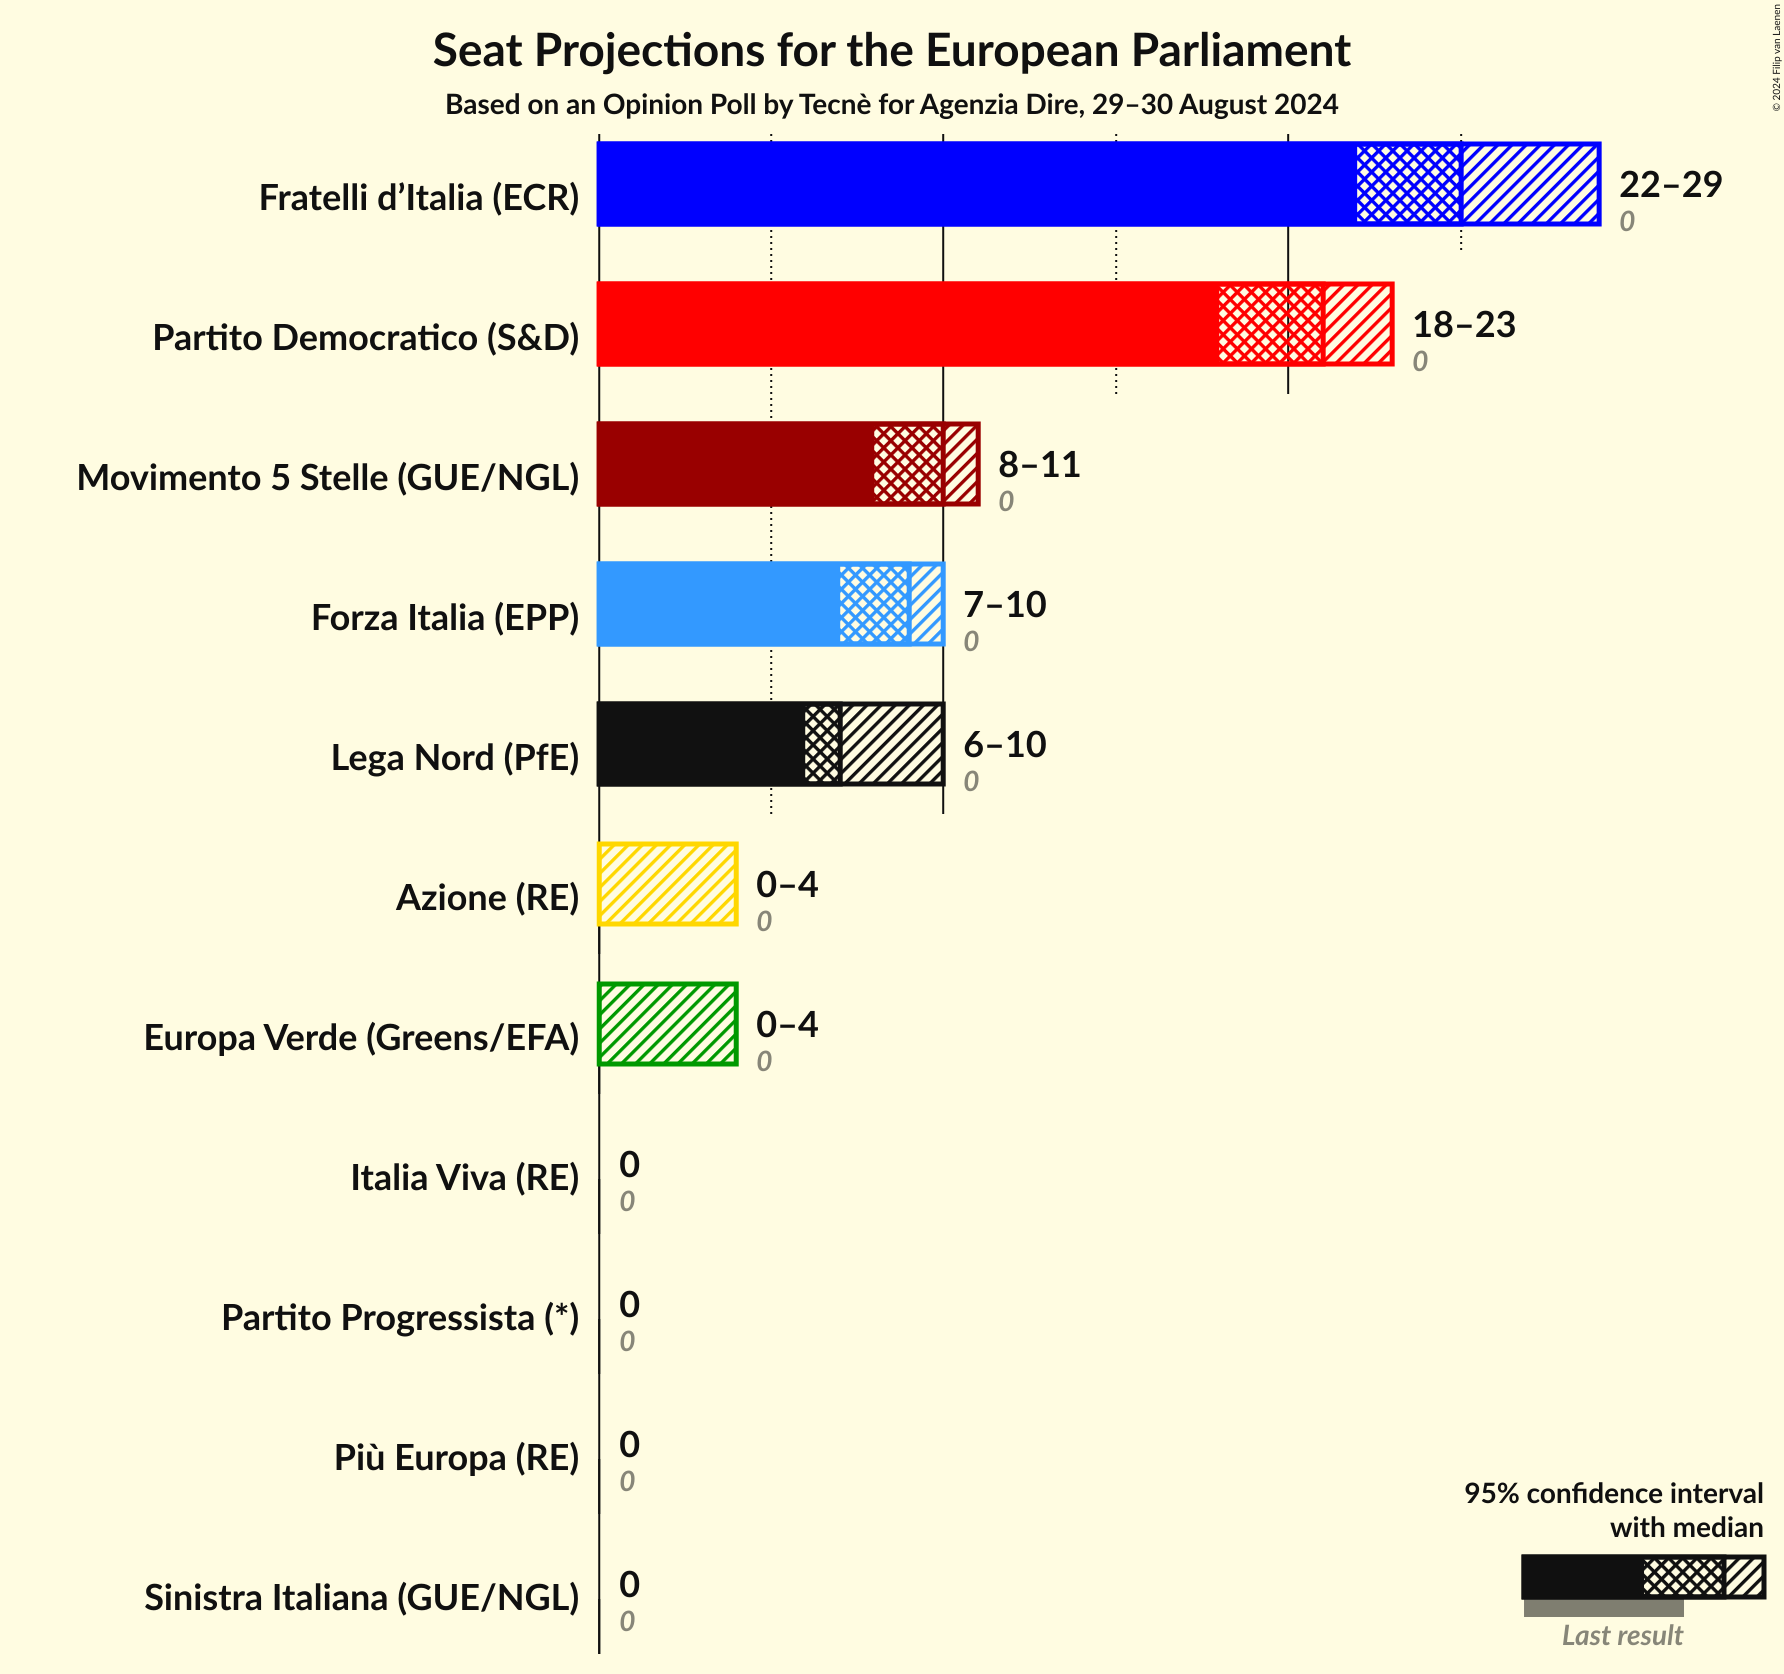 Seat Projections for the European Parliament
Based on an Opinion Poll by Tecnè for Agenzia Dire, 29–30 August 2024
© 2024 Filip van Laenen
Fratelli d’Italia (ECR)
22–29
0
Partito Democratico (S&D)
18–23
0
Movimento 5 Stelle (GUE/NGL)
8–11
0
Forza Italia (EPP)
7–10
0
Lega Nord (PfE)
6–10
0
Azione (RE)
0–4
0
Europa Verde (Greens/EFA)
0–4
0
Italia Viva (RE)
0
0
Partito Progressista (*)
0
0
Più Europa (RE)
0
0
Sinistra Italiana (GUE/NGL)
0
0
95% confidence interval
with median
Last result